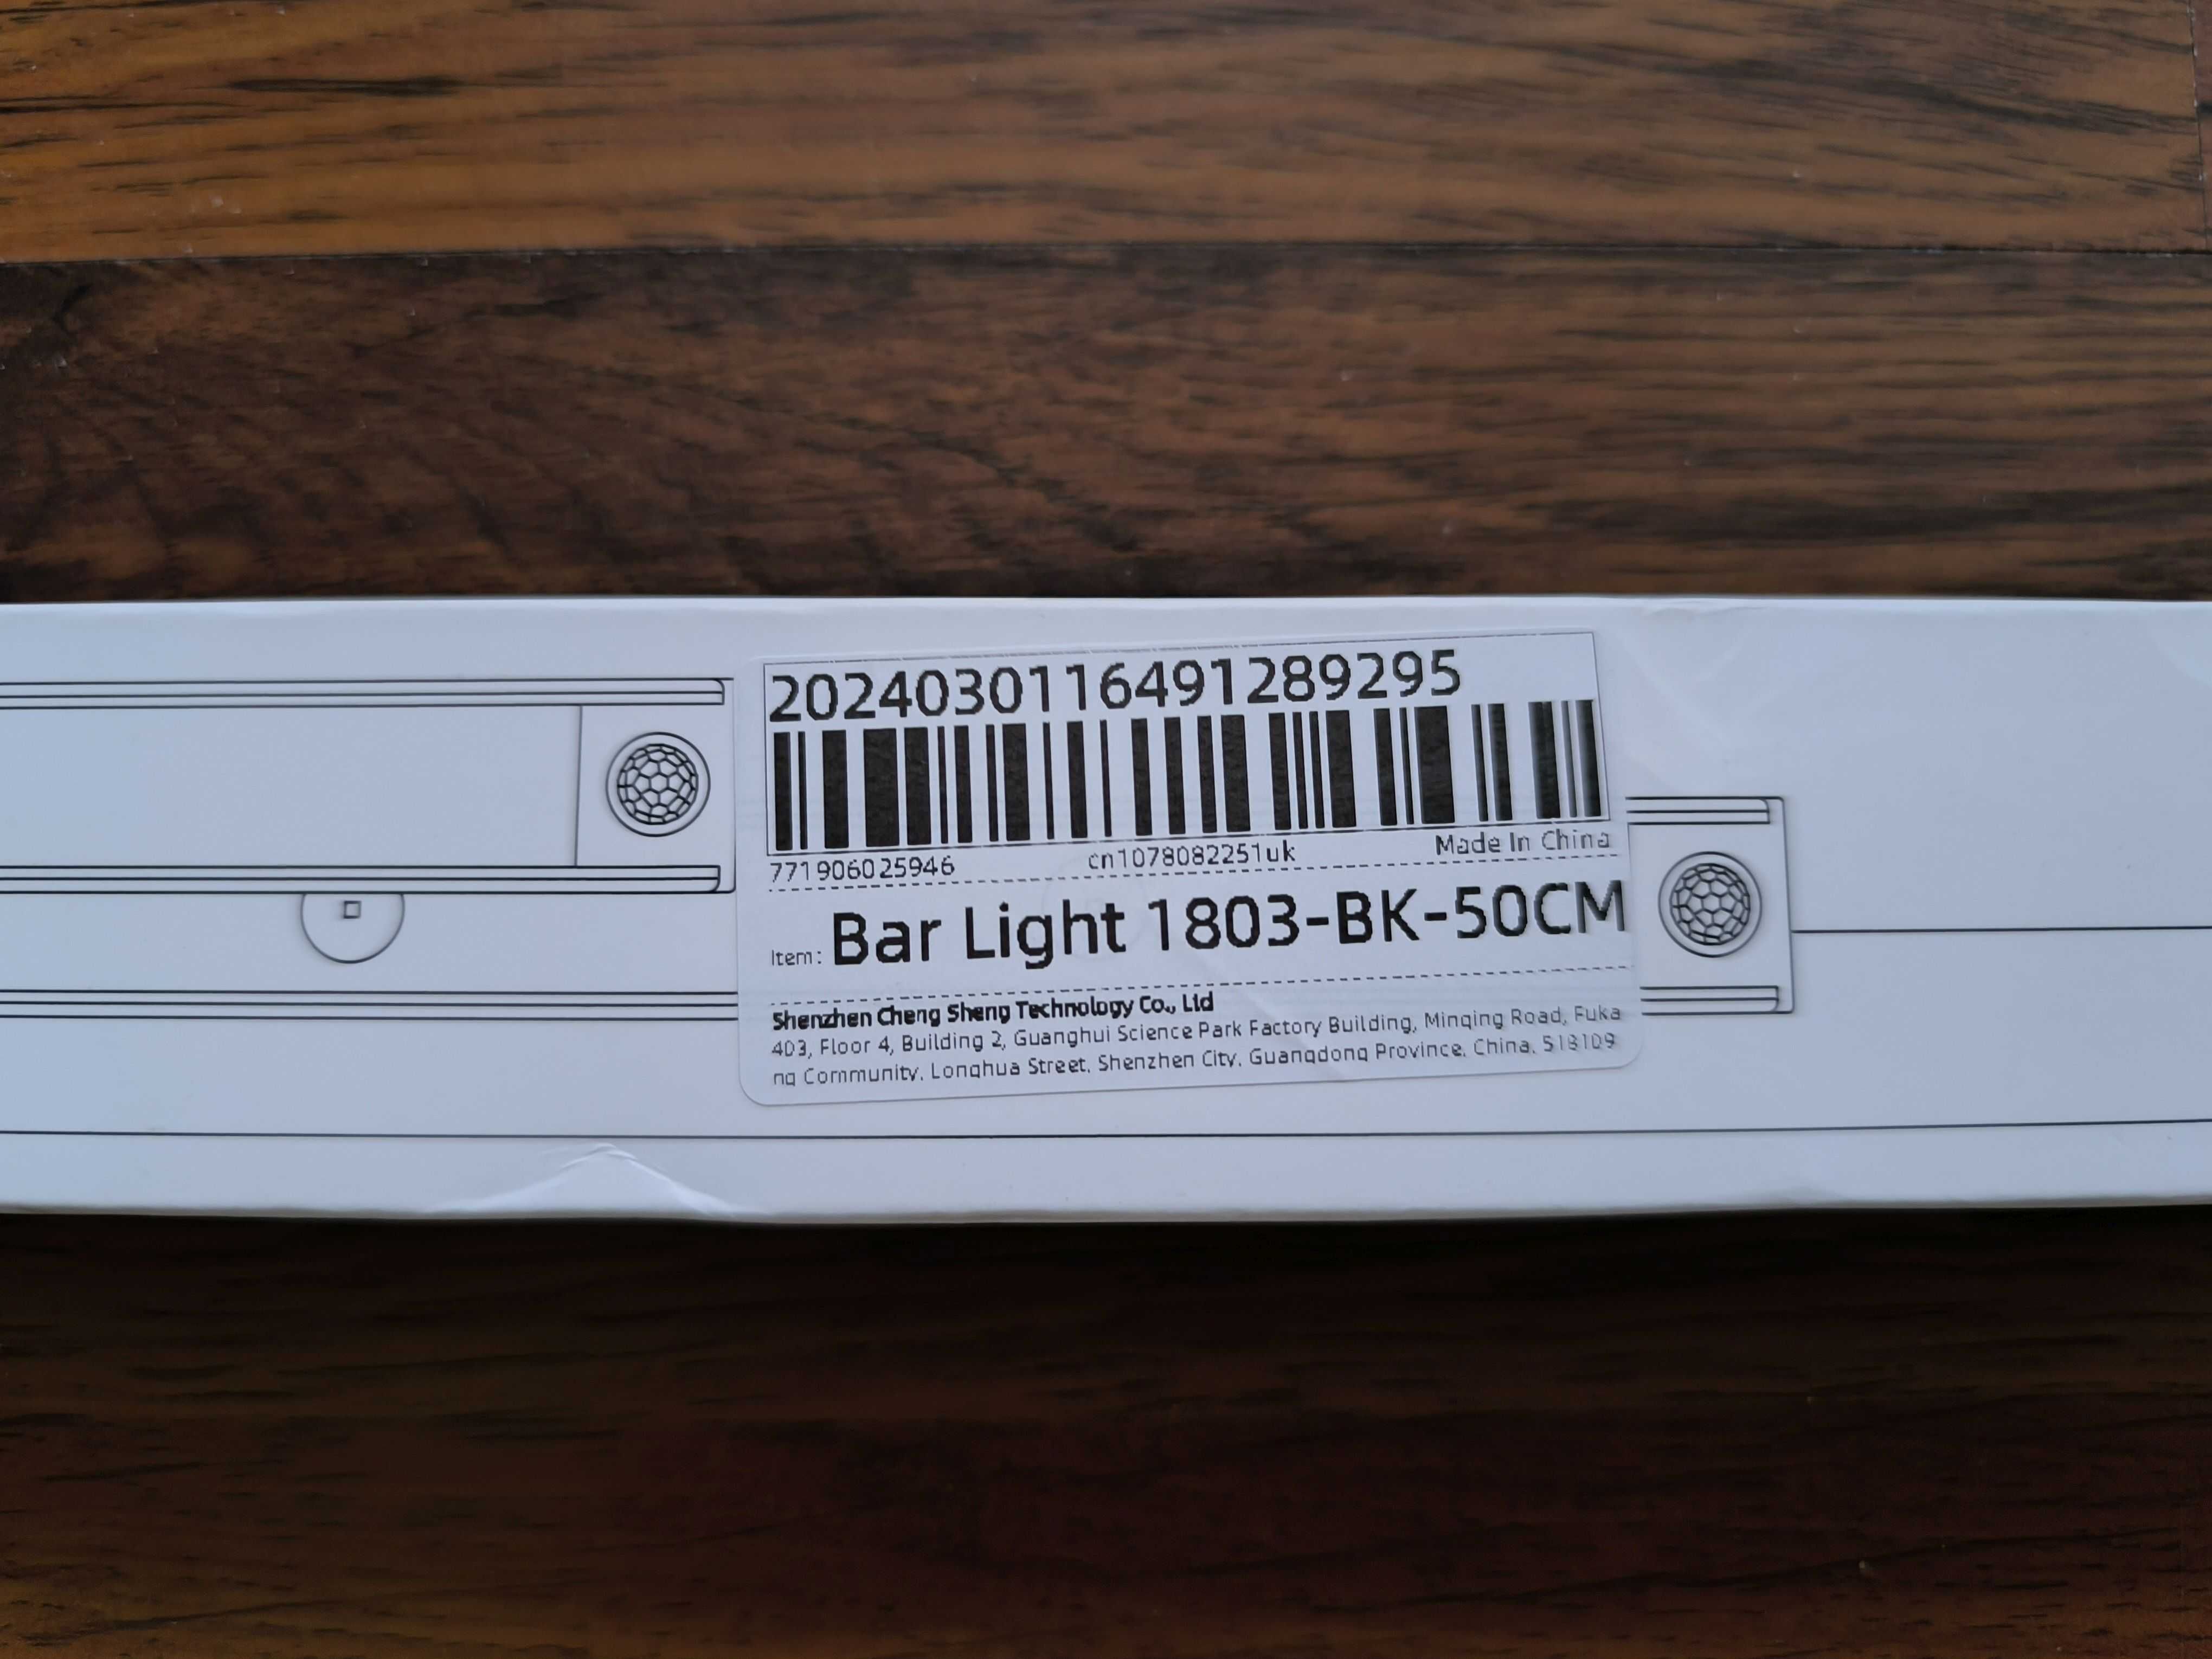 2024030116491289295
771906025946 cn1078082251uk Made In China
Item: Bar Light 1803-BK-50CM
Shenzhen Cheng Sheng Technology Co., Ltd
403, Floor 4, Building 2, Guanghui Science Park Factory Building, Minqing Road, Fuka
ng Community, Longhua Street, Shenzhen City, Guangdong Province, China, 518109